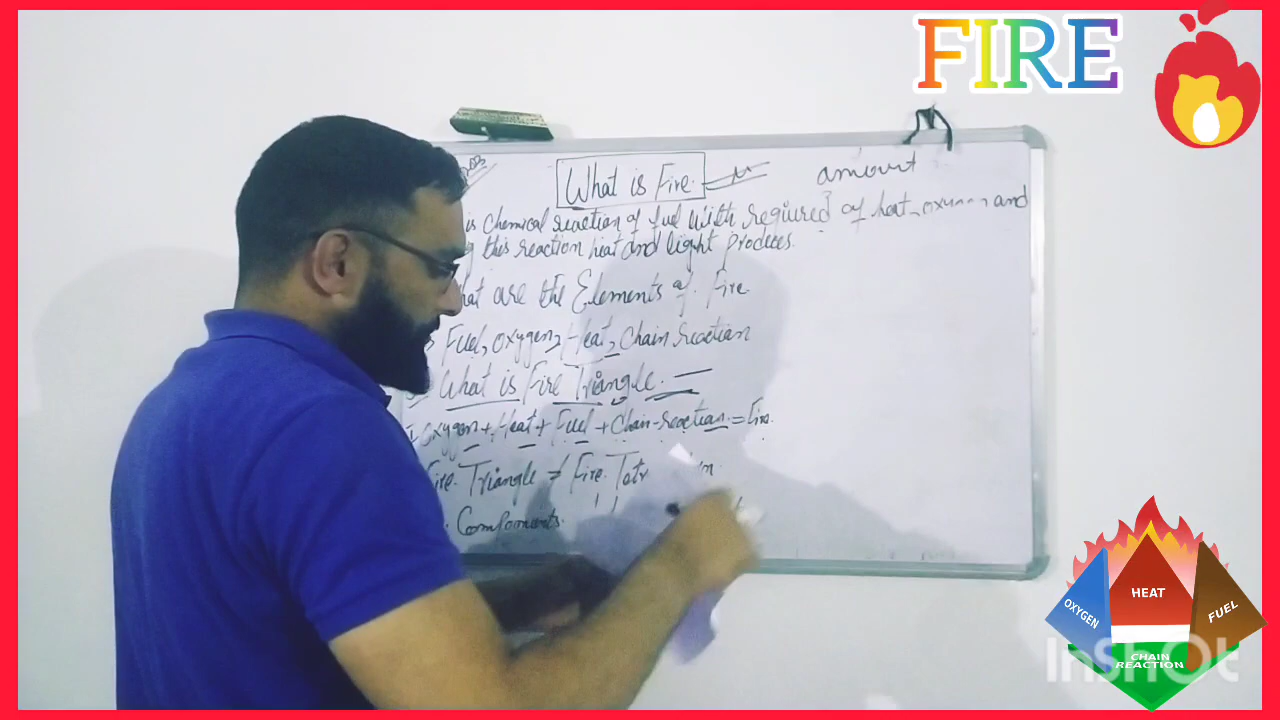 FIRE
What is Fire.
amount
is chemical reaction of fuel with required of heat, oxygen and
this reaction heat and light produces.
hat are the Elements of Fire
Fuel, oxygen, Heat, chain reaction
What is Fire Triangle.
oxygen + Heat + Fuel + Chain-reaction = Fire.
ire. Triangle ≠ Fire. Tetr
Components.
HEAT
OXYGEN
FUEL
CHAIN
REACTION
InShOt